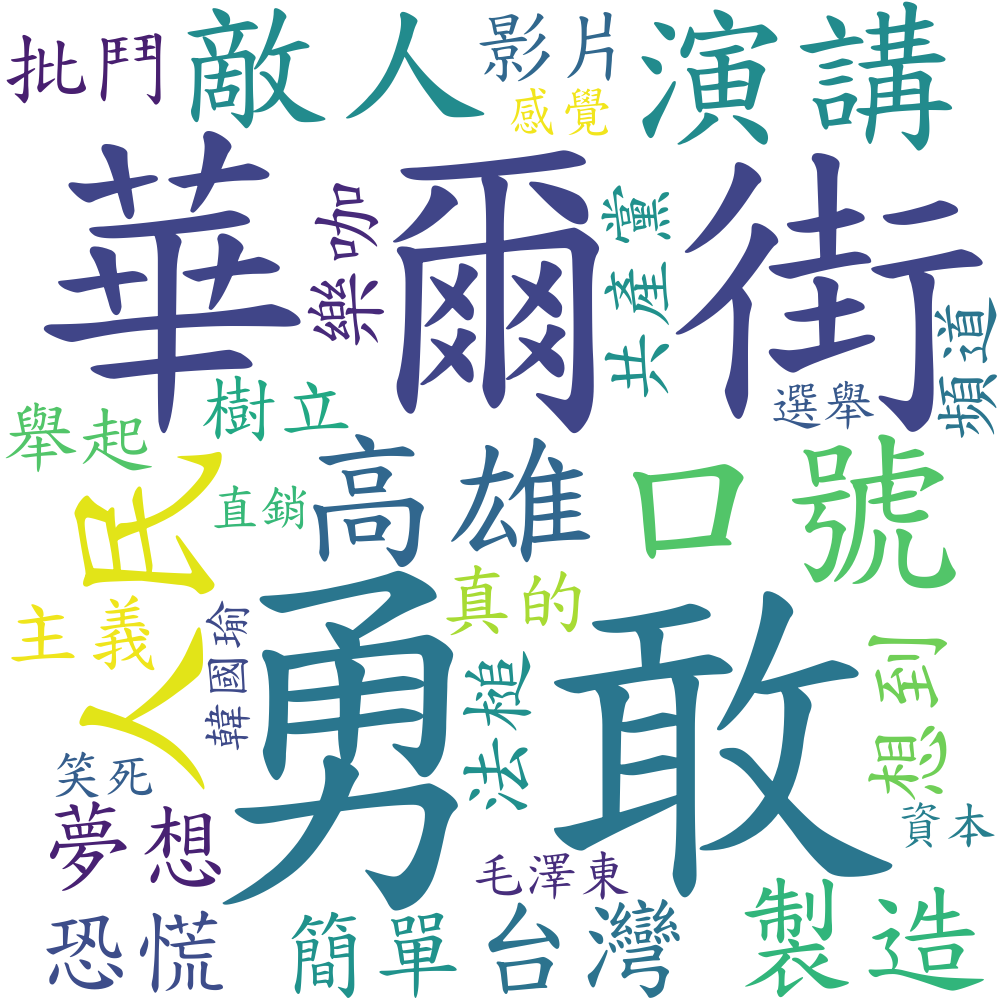 批鬥
敵人
影片
感覺
演講
華爾街
樂咖
共產黨
頻道
選舉
舉起
樹立
人民
直銷
高雄
口號
主義
韓國瑜
勇敢
真的
法槌
想到
笑死
夢想
資本
毛澤東
恐慌
簡單
台灣
製造